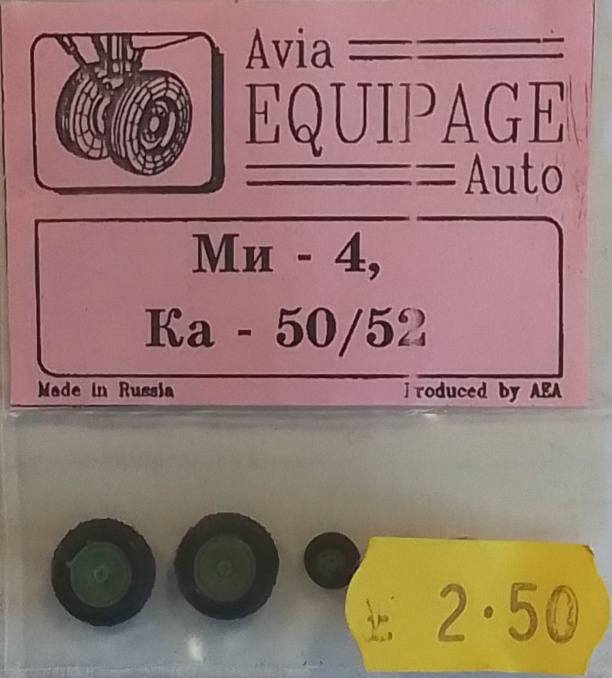 Avia
EQUIPAGE
Auto
Ми - 4,
Ка - 50/52
Made in Russia
Produced by AEA
£ 2.50